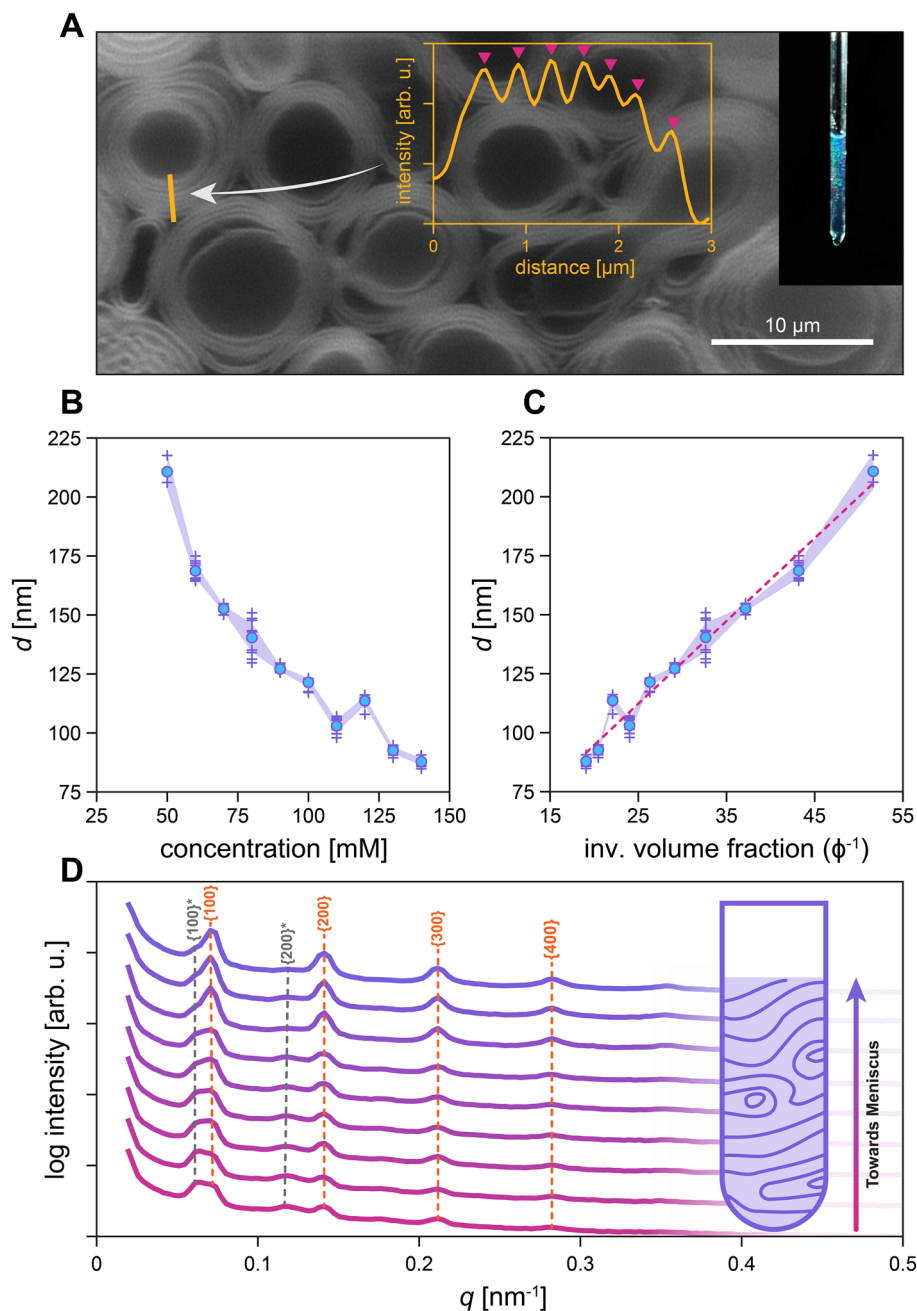 A
intensity [arb. u.]
0
1
2
3
distance [µm]
10 µm
B
C
225
200
175
150
125
100
75
d [nm]
25
50
75
100
125
150
concentration [mM]
225
200
175
150
125
100
75
d [nm]
15
25
35
45
55
inv. volume fraction (ϕ⁻¹)
D
log intensity [arb. u.]
{100}*
{100}
{200}*
{200}
{300}
{400}
Towards Meniscus
0
0.1
0.2
0.3
0.4
0.5
q [nm⁻¹]